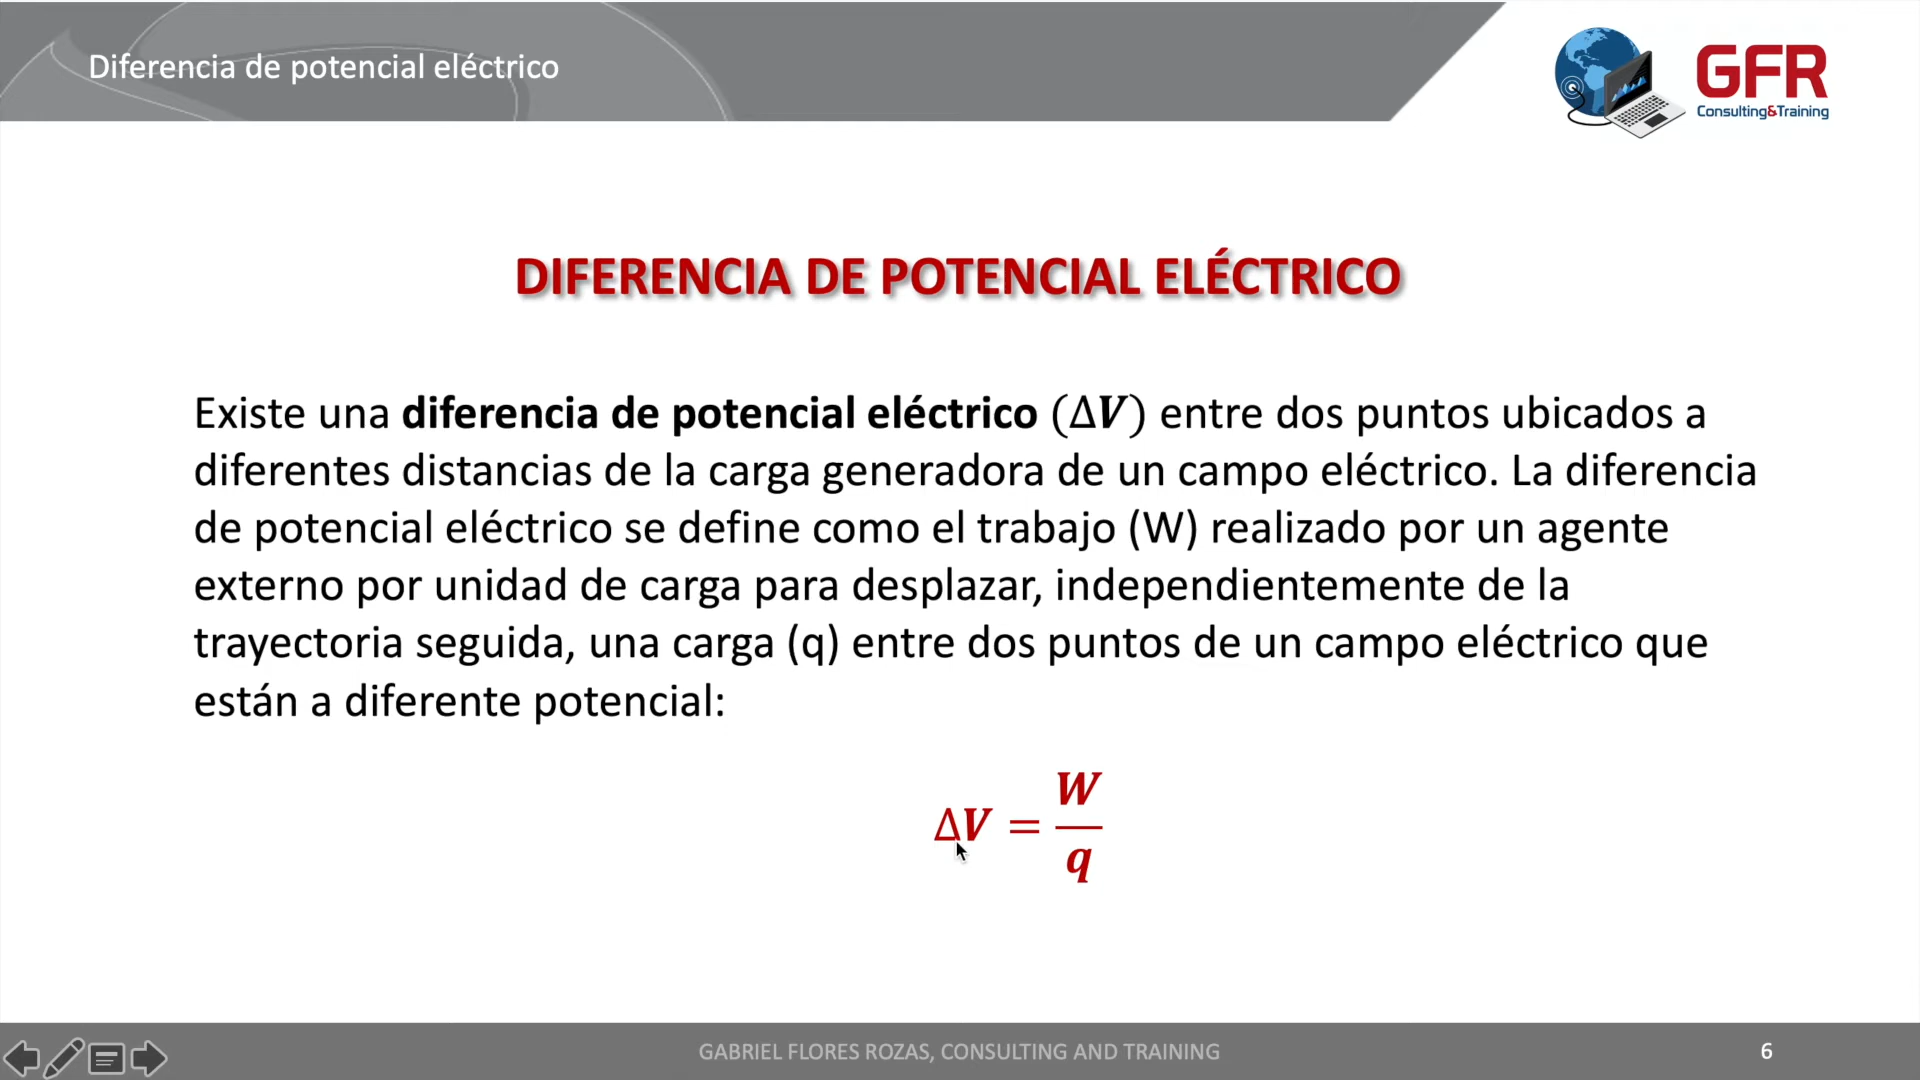 Diferencia de potencial eléctrico
GFR
Consulting&Training
DIFERENCIA DE POTENCIAL ELÉCTRICO
Existe una diferencia de potencial eléctrico (ΔV) entre dos puntos ubicados a
diferentes distancias de la carga generadora de un campo eléctrico. La diferencia
de potencial eléctrico se define como el trabajo (W) realizado por un agente
externo por unidad de carga para desplazar, independientemente de la
trayectoria seguida, una carga (q) entre dos puntos de un campo eléctrico que
están a diferente potencial:
ΔV = W/q
GABRIEL FLORES ROZAS, CONSULTING AND TRAINING
6